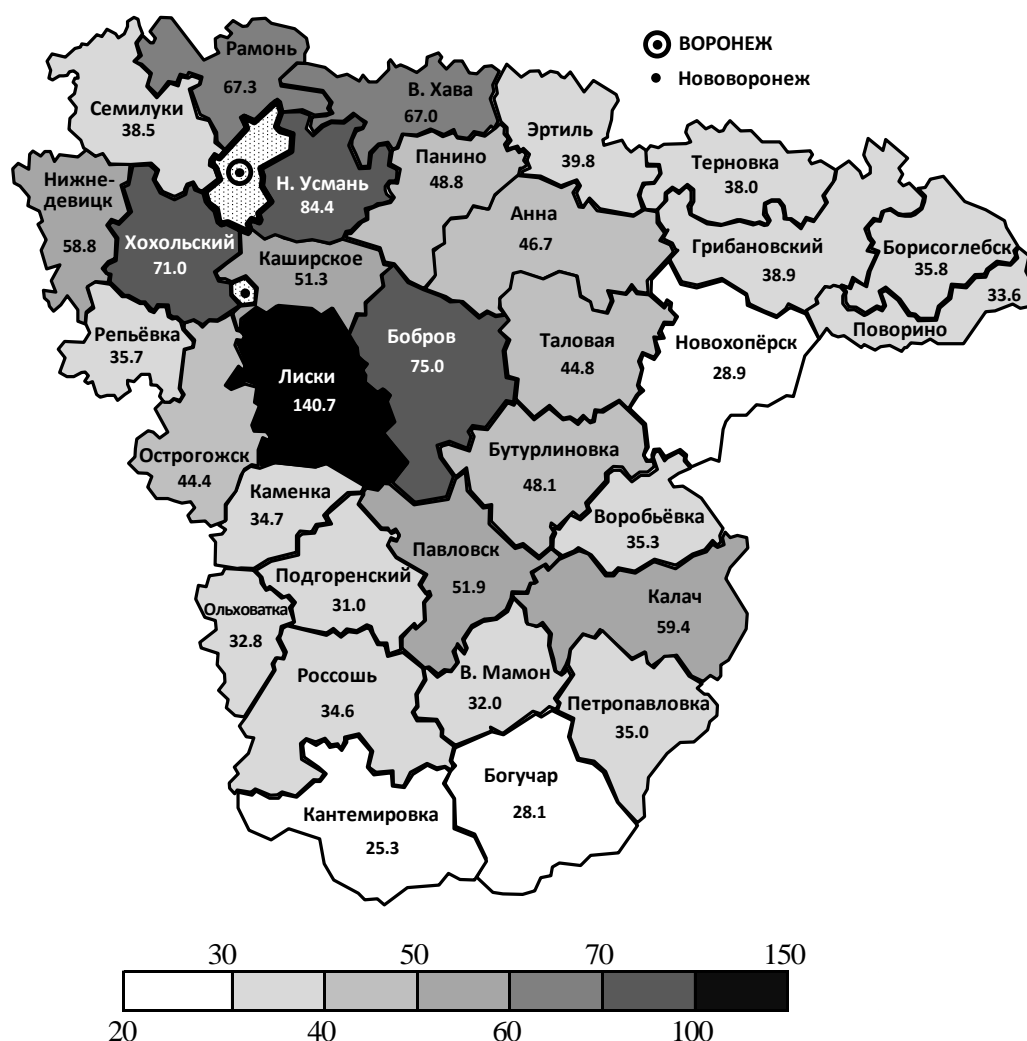 ВОРОНЕЖ
Нововоронеж
Рамонь
67.3
В. Хава
67.0
Семилуки
38.5
Эртиль
39.8
Панино
48.8
Терновка
38.0
Нижне-
девицк
58.8
Н. Усмань
84.4
Анна
46.7
Хохольский
71.0
Каширское
51.3
Грибановский
38.9
Борисоглебск
35.8
33.6
Поворино
Репьёвка
35.7
Бобров
75.0
Таловая
44.8
Новохопёрск
28.9
Лиски
140.7
Острогожск
44.4
Бутурлиновка
48.1
Каменка
34.7
Воробьёвка
35.3
Павловск
51.9
Подгоренский
31.0
Калач
59.4
Ольховатка
32.8
Россошь
34.6
В. Мамон
32.0
Петропавловка
35.0
Богучар
28.1
Кантемировка
25.3
30 50 70 150
20 40 60 100